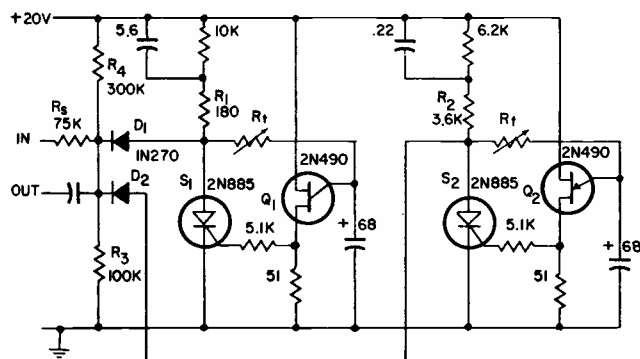 +20V
5.6
10K
.22
6.2K
R4
300K
R1
180
Rt
R2
3.6K
Rt
Rs
75K
IN
D1
IN270
2N490
2N490
OUT
D2
S1
2N885
Q1
S2
2N885
Q2
5.1K
+
68
5.1K
+
68
R3
100K
51
51